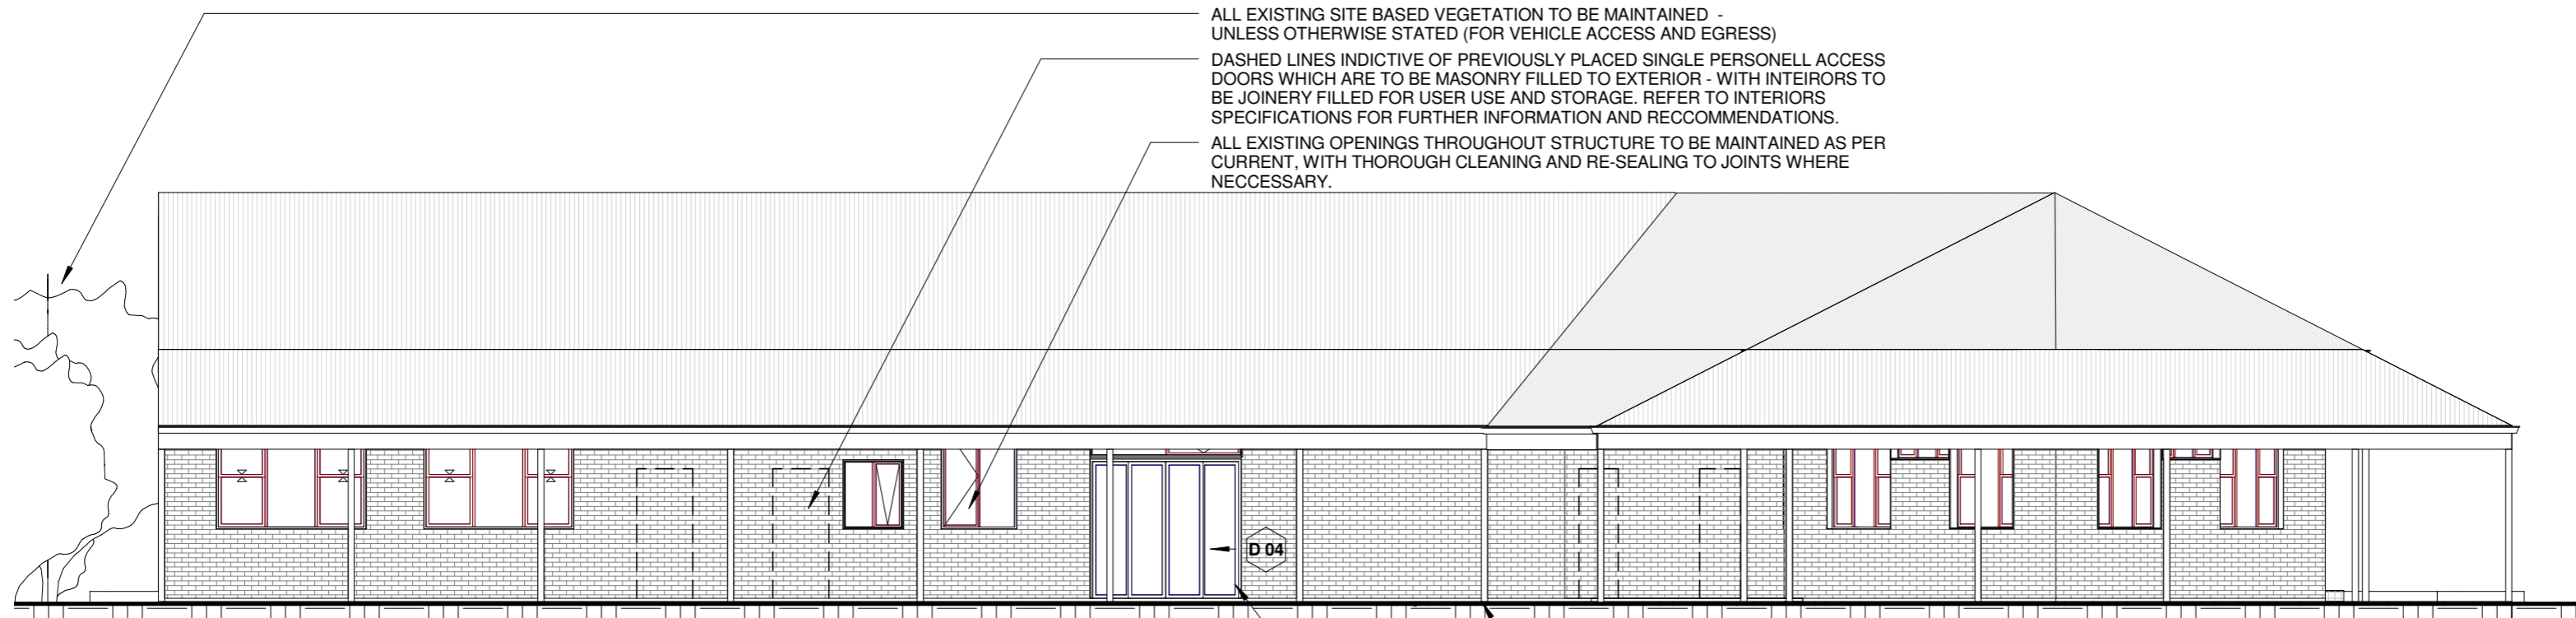 ALL EXISTING SITE BASED VEGETATION TO BE MAINTAINED -
UNLESS OTHERWISE STATED (FOR VEHICLE ACCESS AND EGRESS)
DASHED LINES INDICTIVE OF PREVIOUSLY PLACED SINGLE PERSONELL ACCESS
DOORS WHICH ARE TO BE MASONRY FILLED TO EXTERIOR - WITH INTEIRORS TO
BE JOINERY FILLED FOR USER USE AND STORAGE. REFER TO INTERIORS
SPECIFICATIONS FOR FURTHER INFORMATION AND RECCOMMENDATIONS.
ALL EXISTING OPENINGS THROUGHOUT STRUCTURE TO BE MAINTAINED AS PER
CURRENT, WITH THOROUGH CLEANING AND RE-SEALING TO JOINTS WHERE
NECCESSARY.
D 04